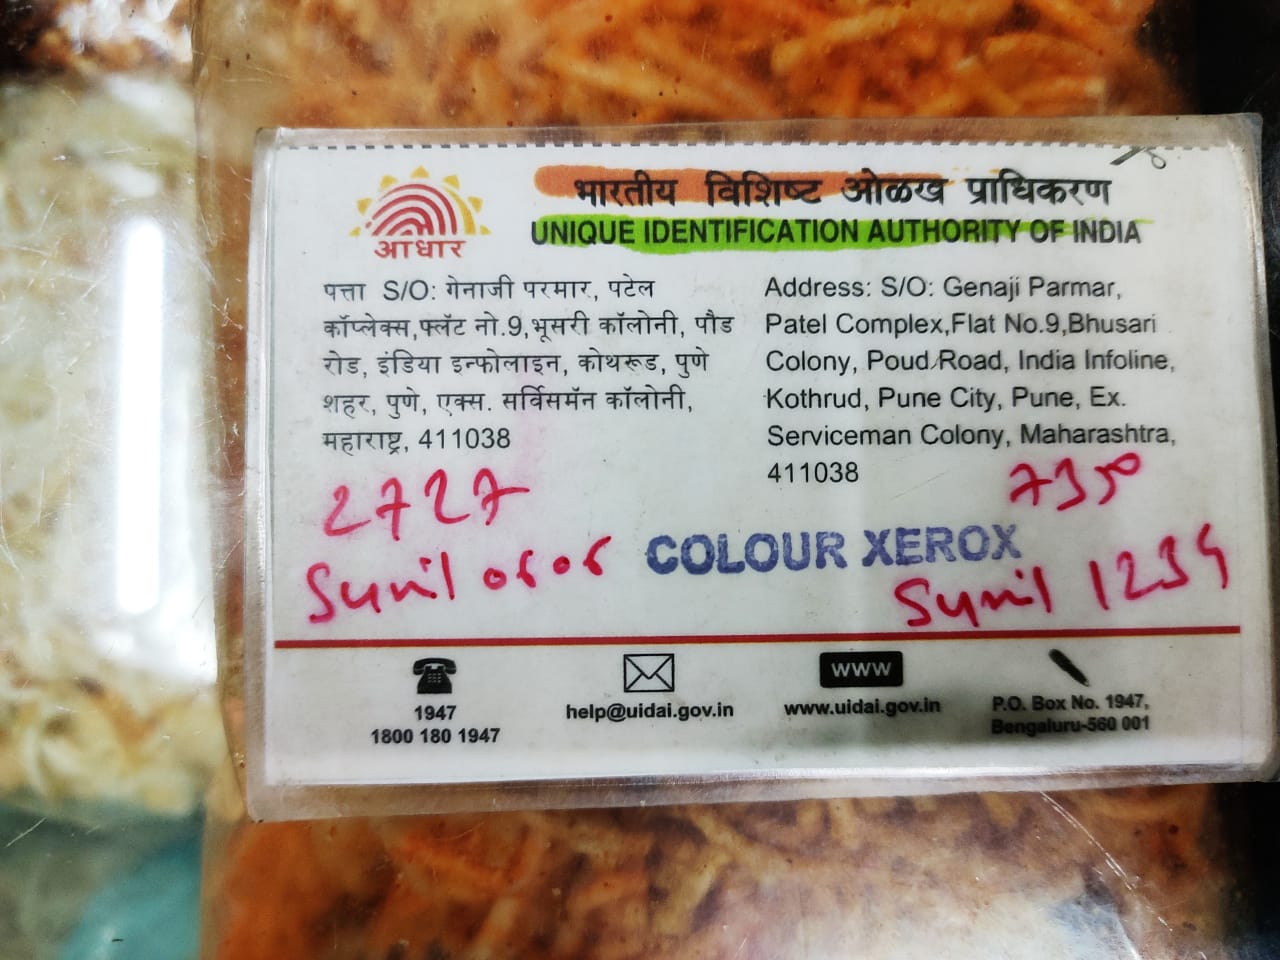 भारतीय विशिष्ट ओळख प्राधिकरण
UNIQUE IDENTIFICATION AUTHORITY OF INDIA
आधार
पत्ता S/O: गेनाजी परमार, पटेल
कॉप्लेक्स,फ्लॅट नो.9,भूसरी कॉलोनी, पौड
रोड, इंडिया इन्फोलाइन, कोथरूड, पुणे
शहर, पुणे, एक्स. सर्विसमॅन कॉलोनी,
महाराष्ट्र, 411038
Address: S/O: Genaji Parmar,
Patel Complex,Flat No.9,Bhusari
Colony, Poud Road, India Infoline,
Kothrud, Pune City, Pune, Ex.
Serviceman Colony, Maharashtra,
411038
2727
Sunil 0606
COLOUR XEROX
7350
Sunil 1234
1947
1800 180 1947
help@uidai.gov.in
www
www.uidai.gov.in
P.O. Box No. 1947,
Bengaluru-560 001